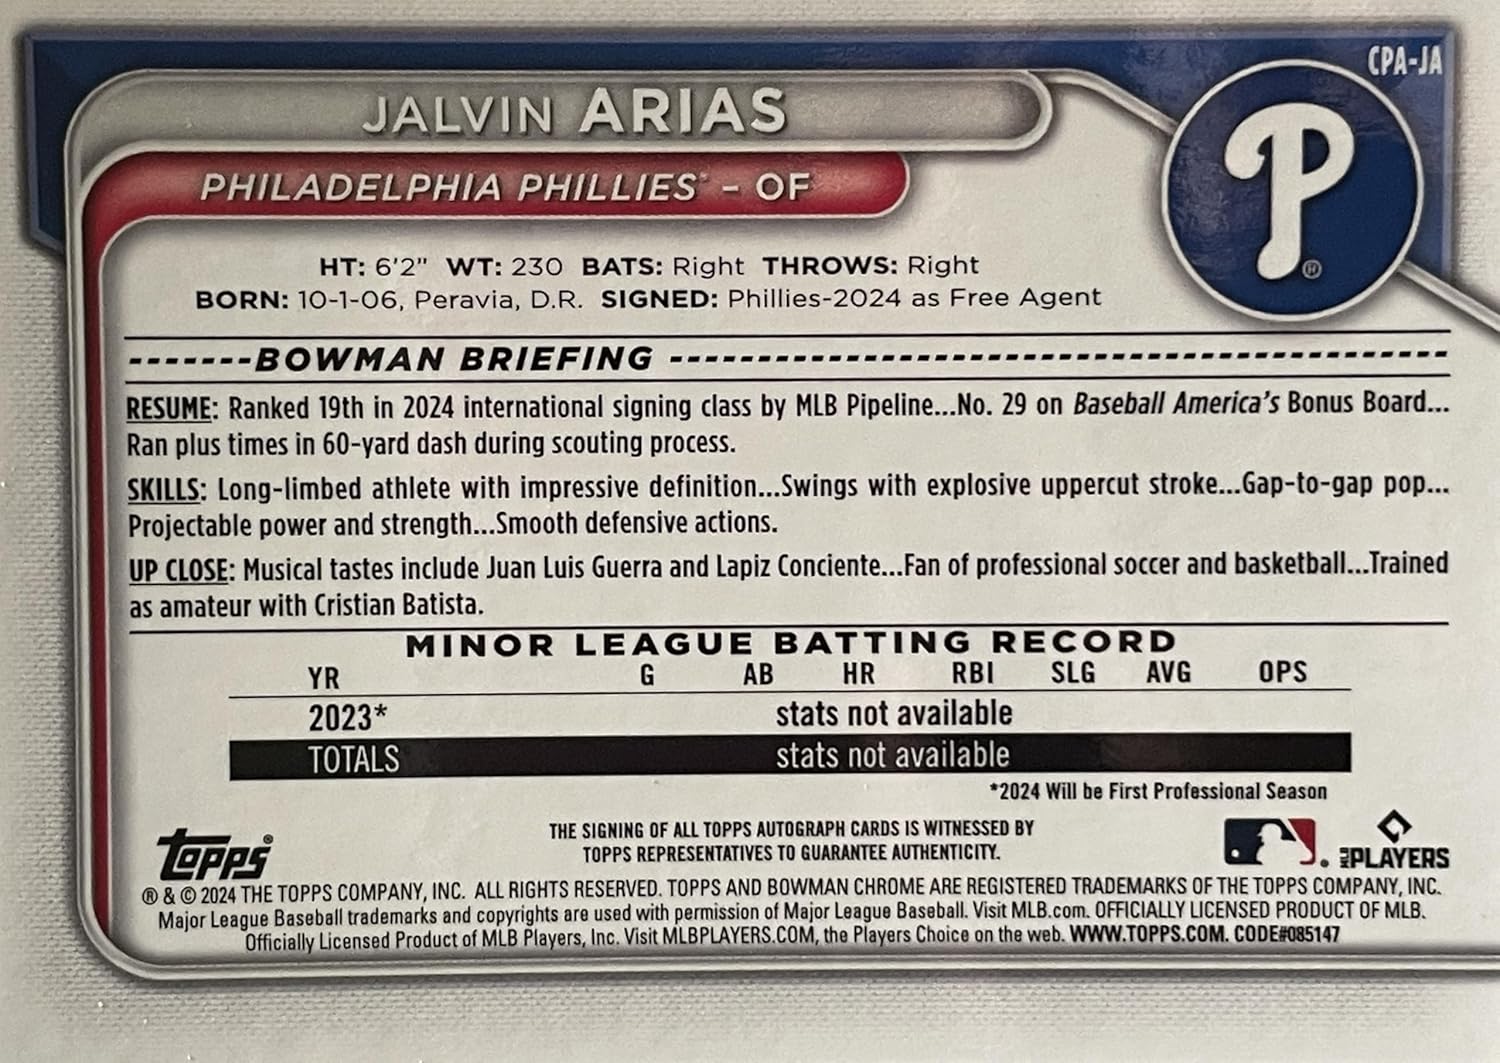 CPA-JA
JALVIN ARIAS
PHILADELPHIA PHILLIES - OF
P
®
HT: 6'2" WT: 230 BATS: Right THROWS: Right
BORN: 10-1-06, Peravia, D.R. SIGNED: Phillies-2024 as Free Agent
-------BOWMAN BRIEFING ------------------------------------------------------
RESUME: Ranked 19th in 2024 international signing class by MLB Pipeline...No. 29 on Baseball America's Bonus Board...
Ran plus times in 60-yard dash during scouting process.
SKILLS: Long-limbed athlete with impressive definition...Swings with explosive uppercut stroke...Gap-to-gap pop...
Projectable power and strength...Smooth defensive actions.
UP CLOSE: Musical tastes include Juan Luis Guerra and Lapiz Conciente...Fan of professional soccer and basketball...Trained
as amateur with Cristian Batista.
MINOR LEAGUE BATTING RECORD
YR G AB HR RBI SLG AVG OPS
2023* stats not available
TOTALS stats not available
*2024 Will be First Professional Season
topps®
THE SIGNING OF ALL TOPPS AUTOGRAPH CARDS IS WITNESSED BY
TOPPS REPRESENTATIVES TO GUARANTEE AUTHENTICITY.
MLB PLAYERS
® & © 2024 THE TOPPS COMPANY, INC. ALL RIGHTS RESERVED. TOPPS AND BOWMAN CHROME ARE REGISTERED TRADEMARKS OF THE TOPPS COMPANY, INC.
Major League Baseball trademarks and copyrights are used with permission of Major League Baseball. Visit MLB.com. OFFICIALLY LICENSED PRODUCT OF MLB.
Officially Licensed Product of MLB Players, Inc. Visit MLBPLAYERS.COM, the Players Choice on the web. WWW.TOPPS.COM. CODE#085147